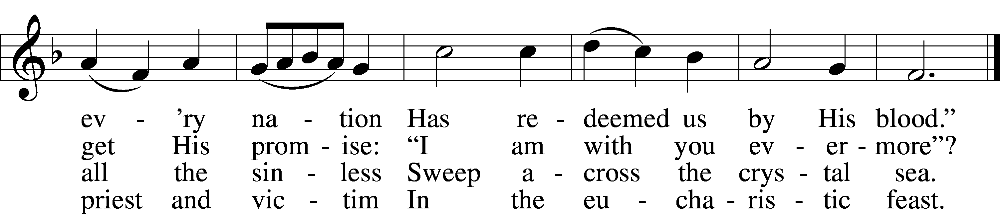 ev - ’ry na - tion Has re - deemed us by His blood.”
get His prom - ise: “I am with you ev - er - more”?
all the sin - less Sweep a - cross the crys - tal sea.
priest and vic - tim In the eu - cha - ris - tic feast.